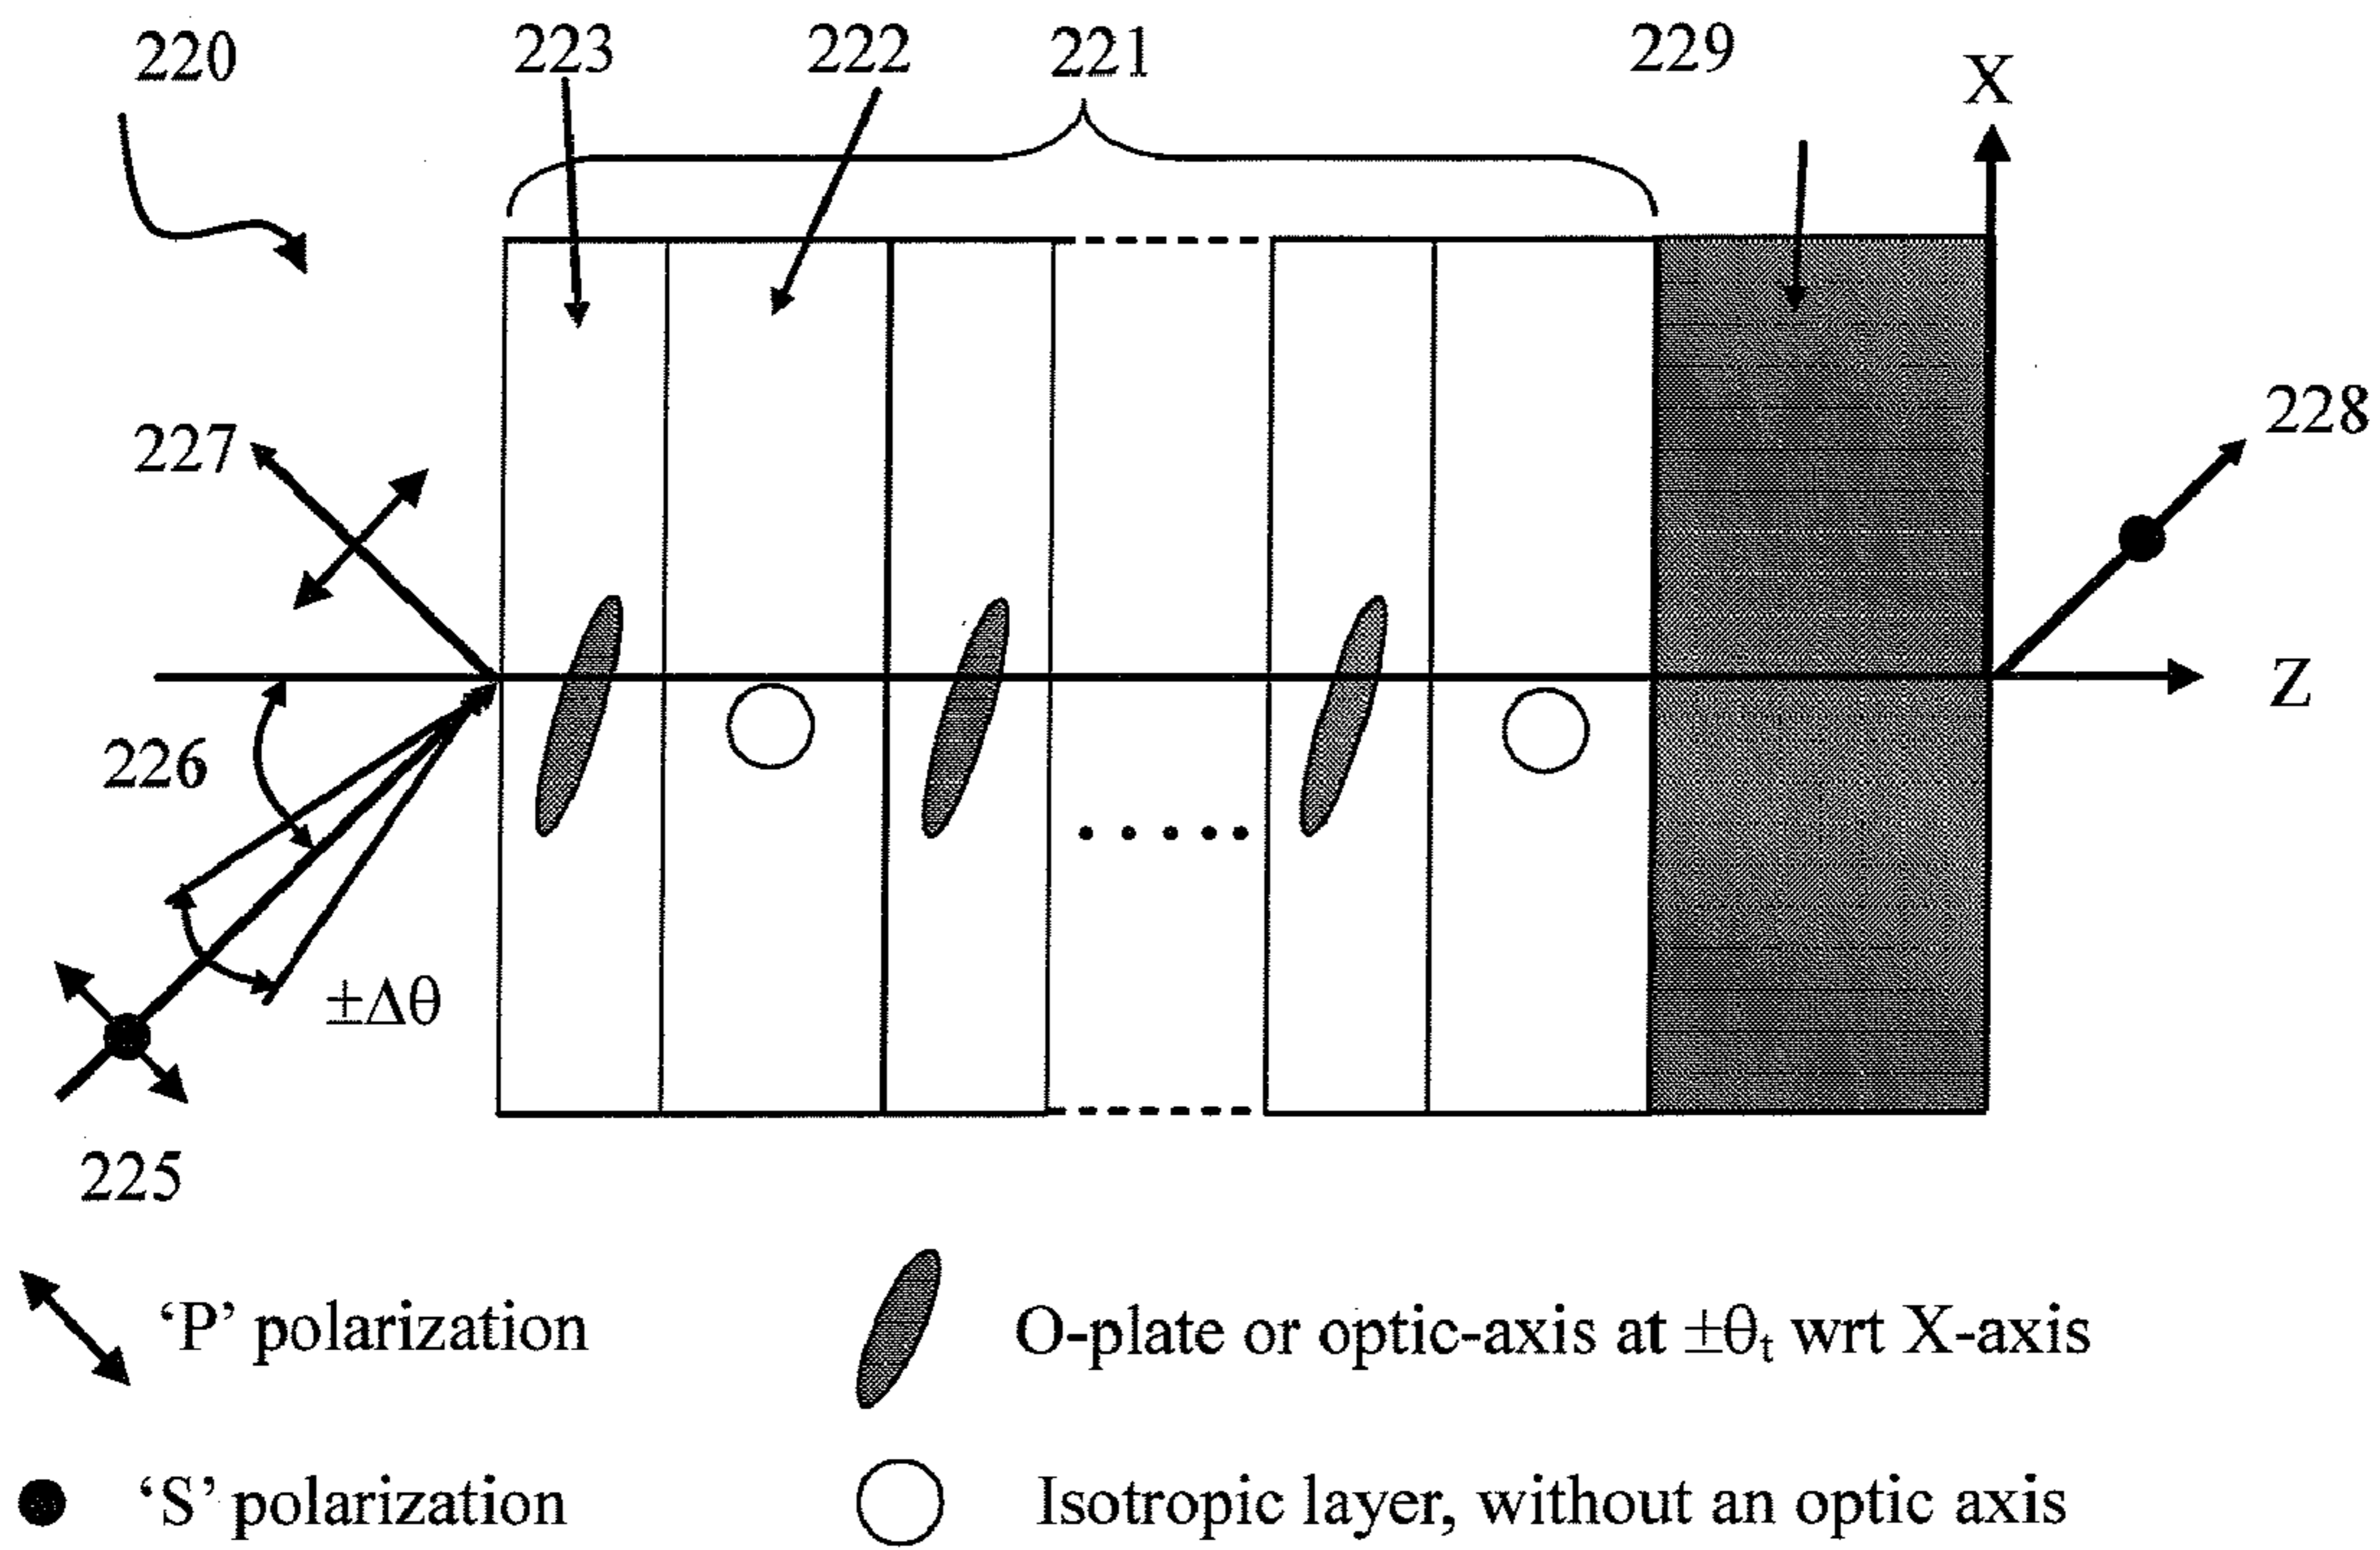 220
223
222
221
229
X
228
227
Z
226
±Δθ
225
‘P’ polarization
O-plate or optic-axis at ±θt wrt X-axis
‘S’ polarization
Isotropic layer, without an optic axis